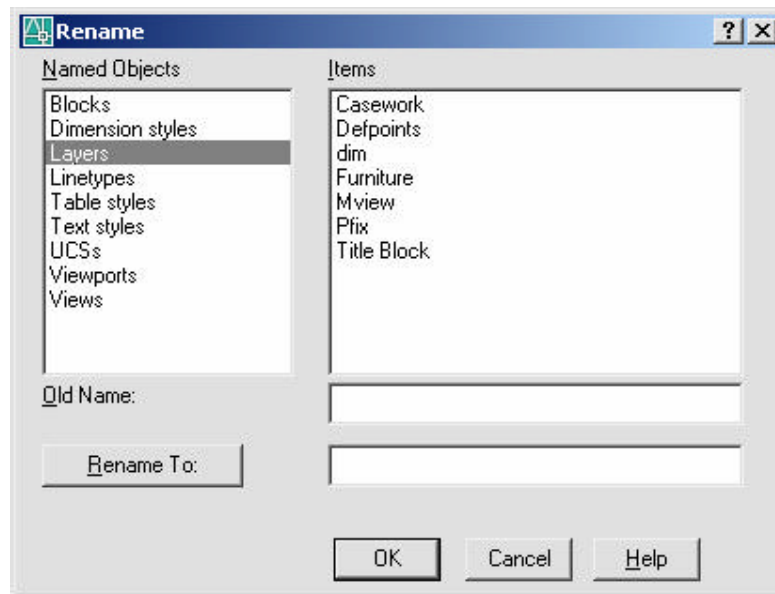 Rename
Named Objects
Items
Blocks
Dimension styles
Layers
Linetypes
Table styles
Text styles
UCSs
Viewports
Views
Casework
Defpoints
dim
Furniture
Mview
Pfix
Title Block
Old Name:
Rename To:
OK
Cancel
Help